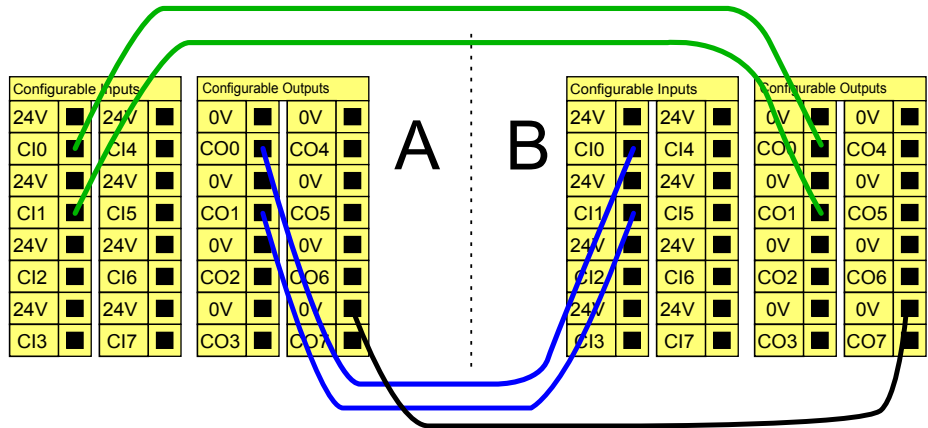 Configurable Inputs Configurable Outputs Configurable Inputs Configurable Outputs
24V 24V 0V 0V A B 24V 24V 0V 0V
CI0 CI4 CO0 CO4 CI0 CI4 CO0 CO4
24V 24V 0V 0V 24V 24V 0V 0V
CI1 CI5 CO1 CO5 CI1 CI5 CO1 CO5
24V 24V 0V 0V 24V 24V 0V 0V
CI2 CI6 CO2 CO6 CI2 CI6 CO2 CO6
24V 24V 0V 0V 24V 24V 0V 0V
CI3 CI7 CO3 CO7 CI3 CI7 CO3 CO7